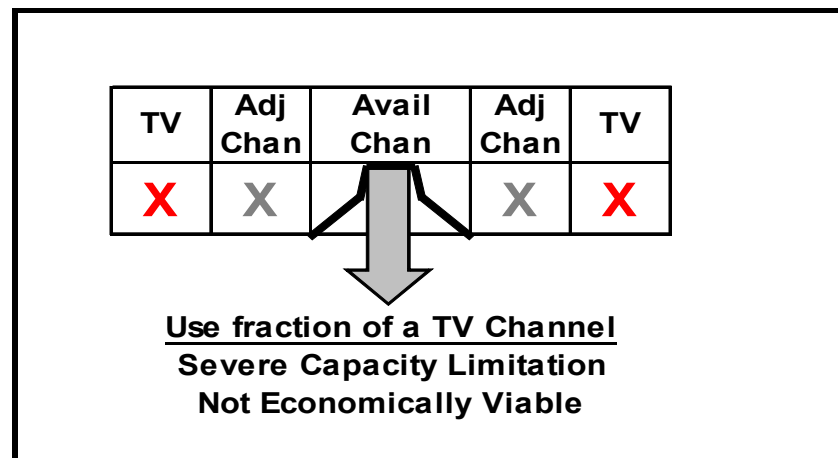 TV Adj Chan Avail Chan Adj Chan TV
X X X X
Use fraction of a TV Channel
Severe Capacity Limitation
Not Economically Viable